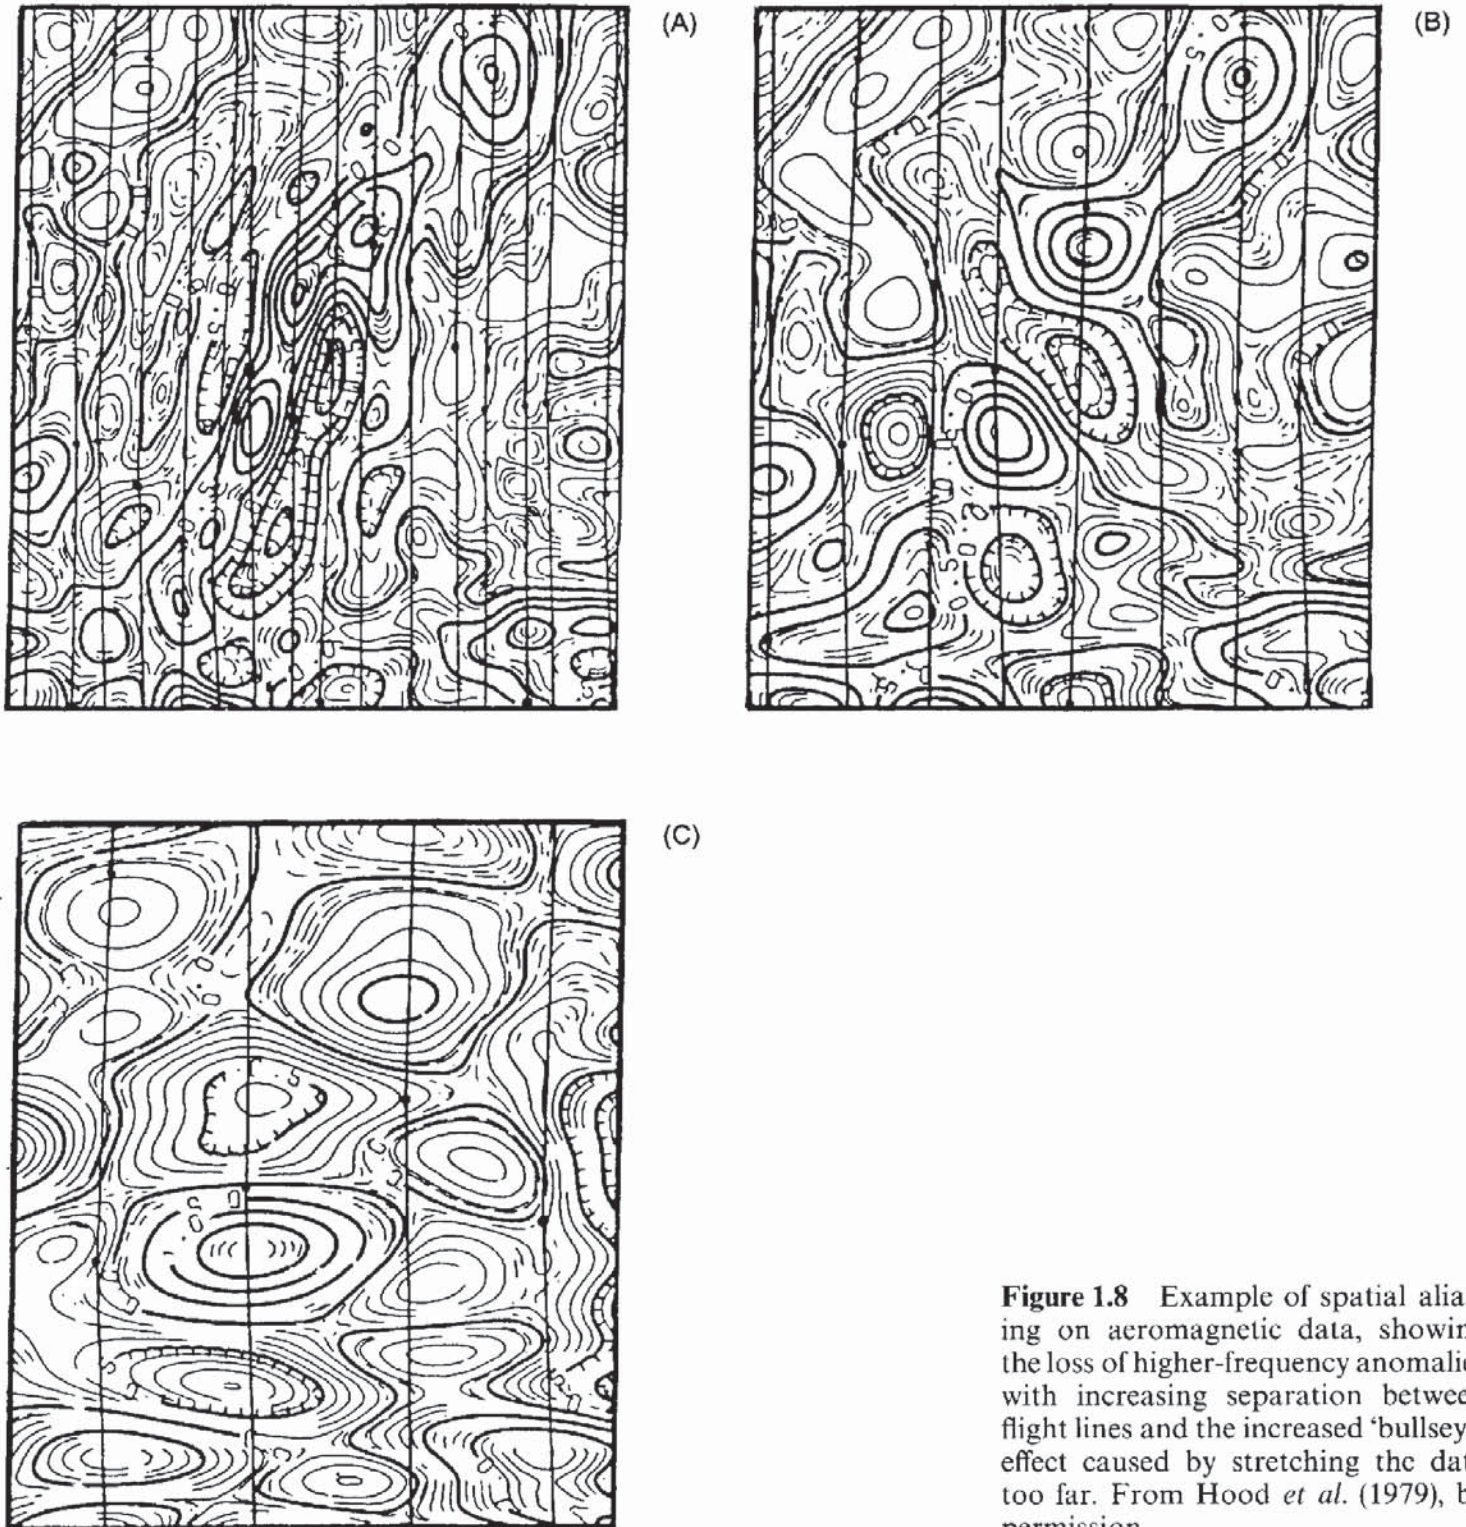 (A)
(B)
(C)
Figure 1.8 Example of spatial alia
ing on aeromagnetic data, showin
the loss of higher-frequency anomalie
with increasing separation betwee
flight lines and the increased ‘bullsey
effect caused by stretching the dat
too far. From Hood et al. (1979), b
permission